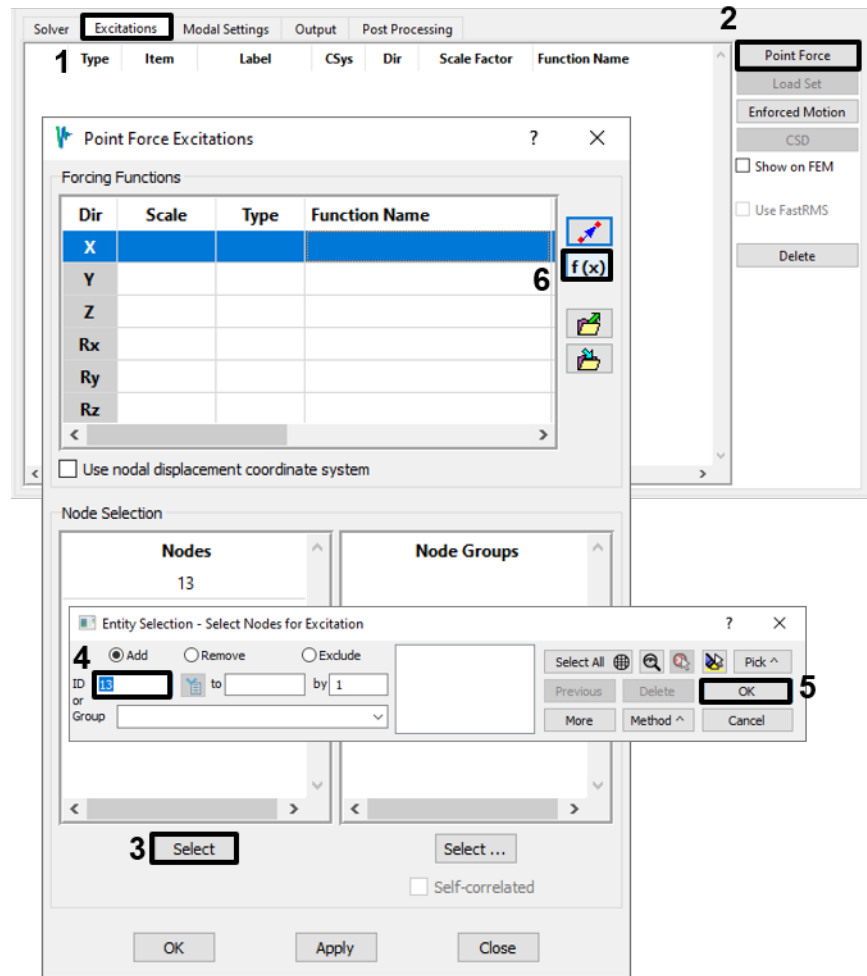 2
Solver Excitations Modal Settings Output Post Processing
1 Type Item Label CSys Dir Scale Factor Function Name
Point Force
Load Set
Enforced Motion
CSD
Show on FEM
Use FastRMS
Delete
Point Force Excitations ? ×
Forcing Functions
Dir Scale Type Function Name
X
Y
Z
Rx
Ry
Rz
6 f (x)
Use nodal displacement coordinate system
Node Selection
Nodes Node Groups
13
Entity Selection - Select Nodes for Excitation ? ×
4 Add Remove Exclude
ID 13 to by 1
or
Group
Select All Pick ^
Previous Delete OK 5
More Method ^ Cancel
3 Select Select ...
Self-correlated
OK Apply Close